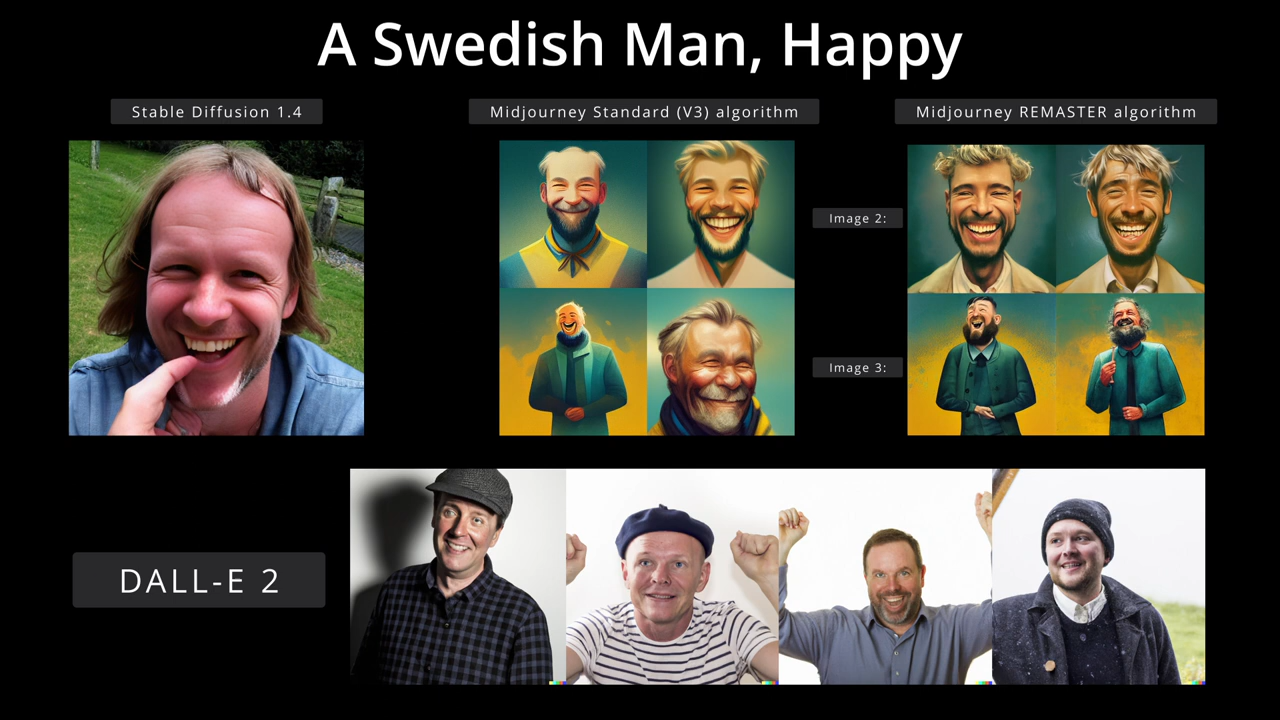 A Swedish Man, Happy
Stable Diffusion 1.4
Midjourney Standard (V3) algorithm
Midjourney REMASTER algorithm
Image 2:
Image 3:
DALL-E 2